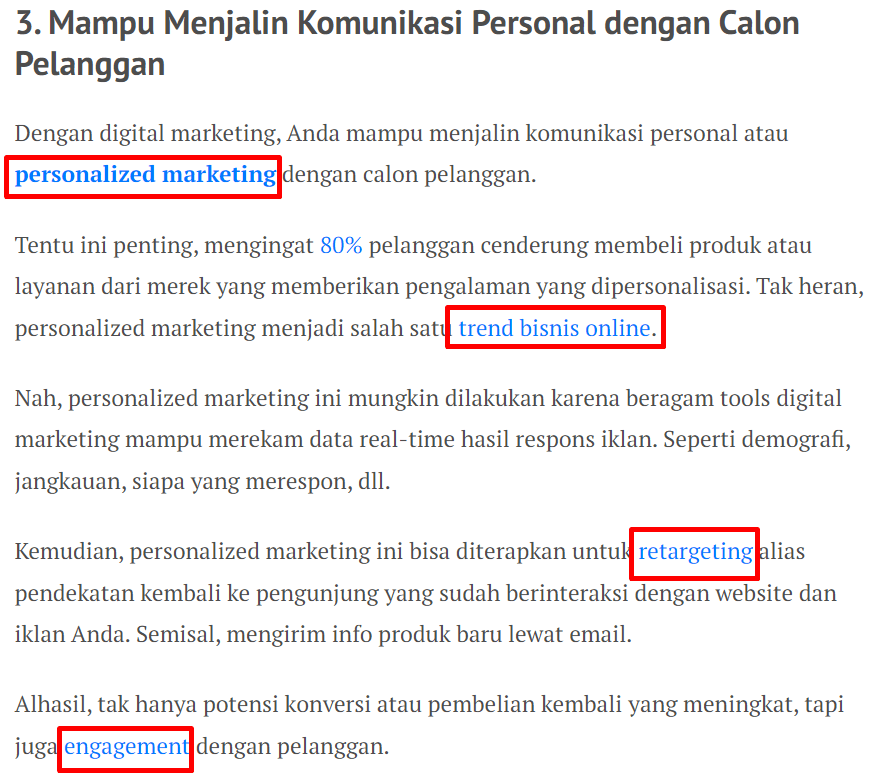 3. Mampu Menjalin Komunikasi Personal dengan Calon
Pelanggan
Dengan digital marketing, Anda mampu menjalin komunikasi personal atau
personalized marketing dengan calon pelanggan.
Tentu ini penting, mengingat 80% pelanggan cenderung membeli produk atau
layanan dari merek yang memberikan pengalaman yang dipersonalisasi. Tak heran,
personalized marketing menjadi salah satu trend bisnis online.
Nah, personalized marketing ini mungkin dilakukan karena beragam tools digital
marketing mampu merekam data real-time hasil respons iklan. Seperti demografi,
jangkauan, siapa yang merespon, dll.
Kemudian, personalized marketing ini bisa diterapkan untuk retargeting alias
pendekatan kembali ke pengunjung yang sudah berinteraksi dengan website dan
iklan Anda. Semisal, mengirim info produk baru lewat email.
Alhasil, tak hanya potensi konversi atau pembelian kembali yang meningkat, tapi
juga engagement dengan pelanggan.